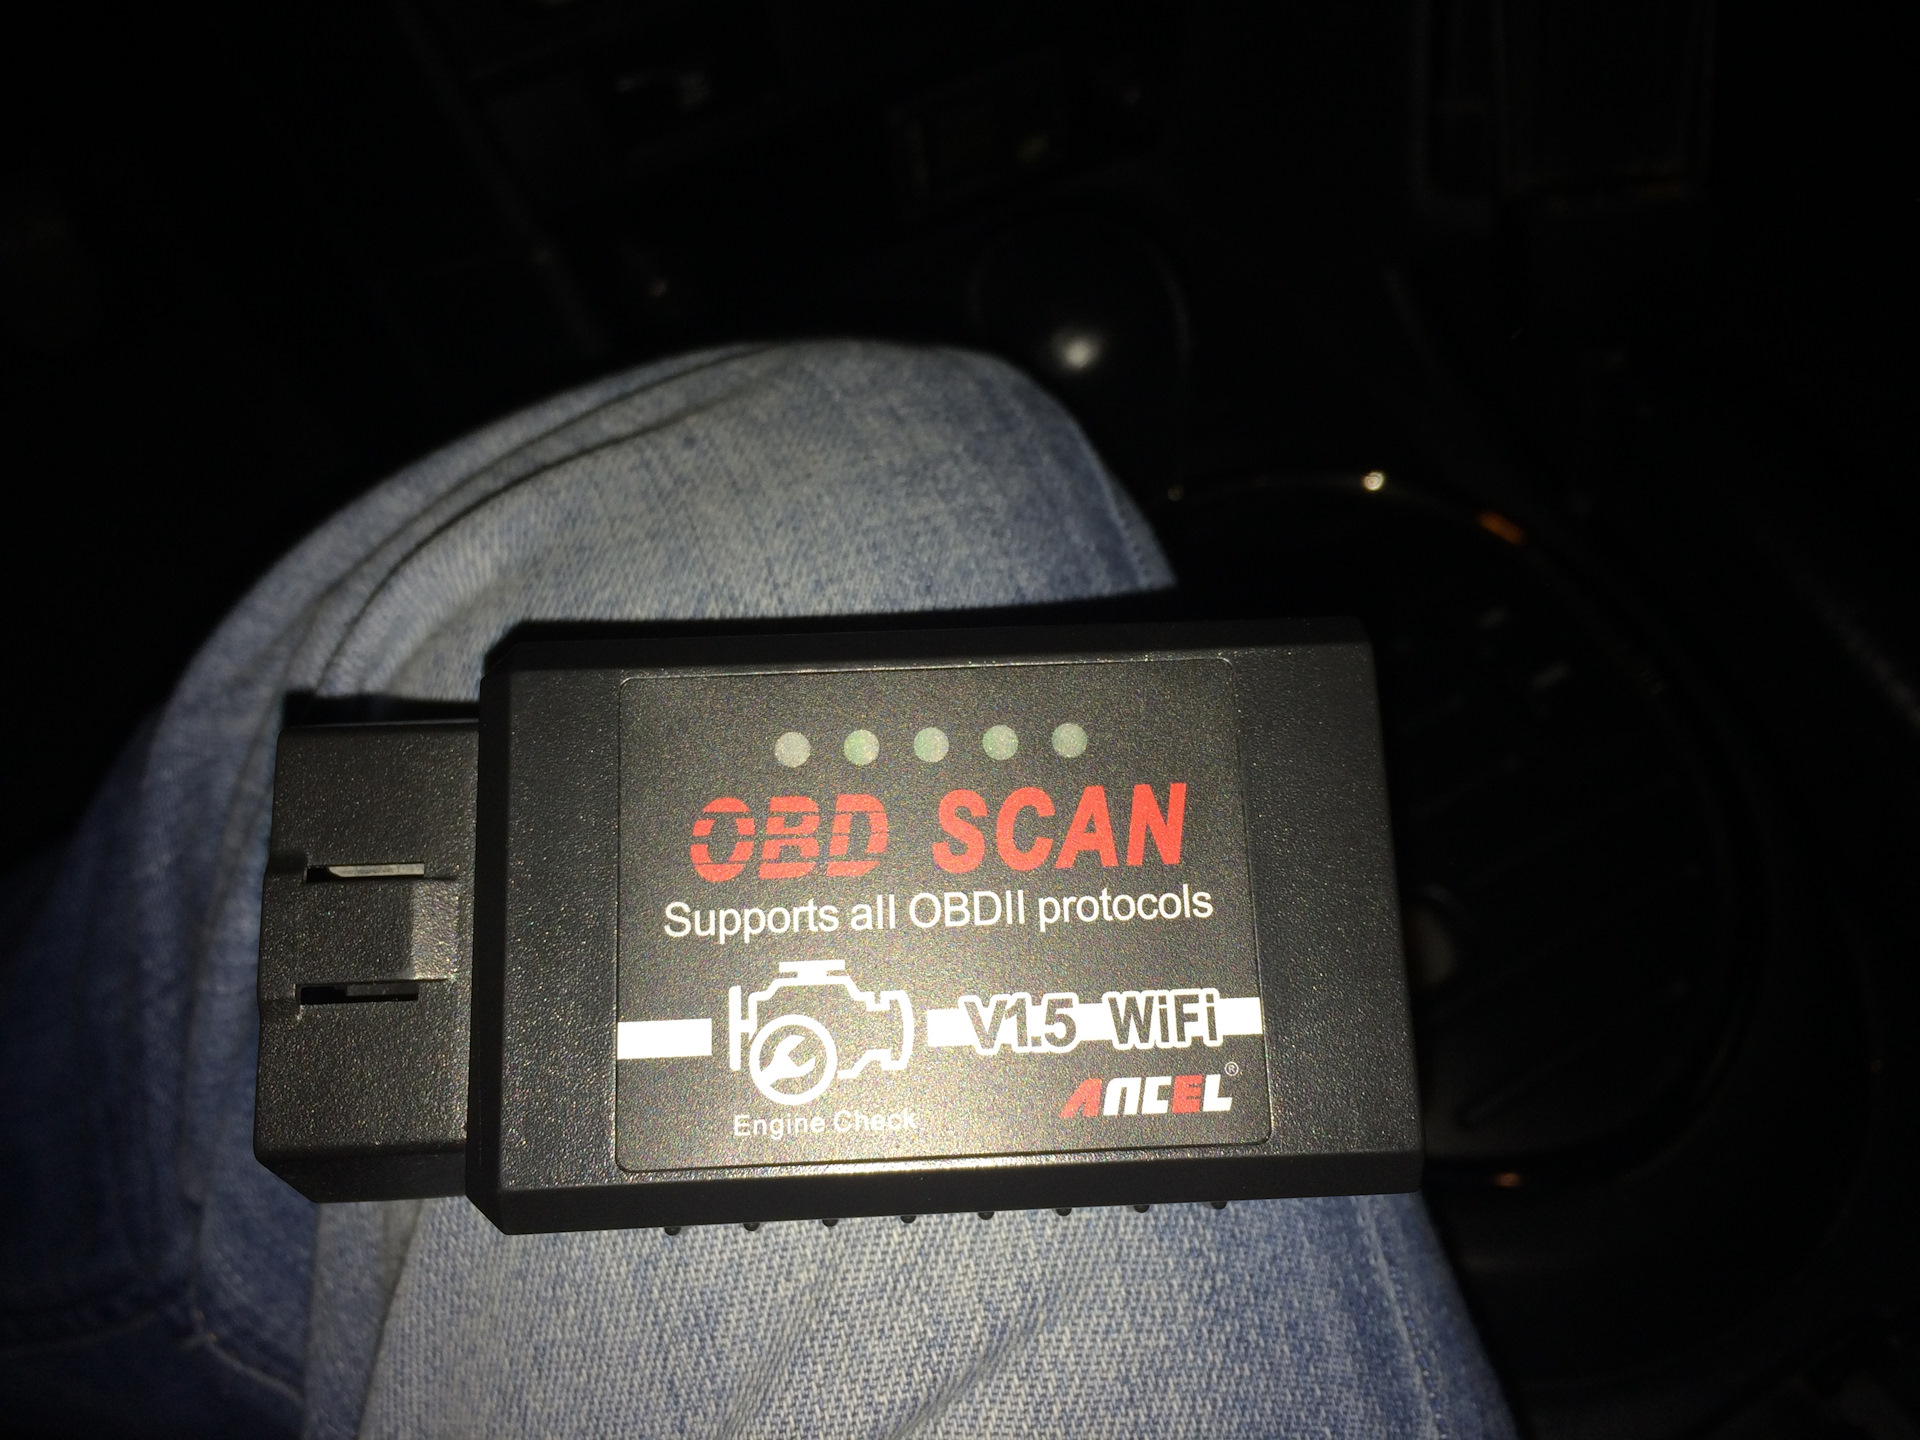 OBD SCAN
Supports all OBDII protocols
V1.5 WiFi
ANCEL®
Engine Check